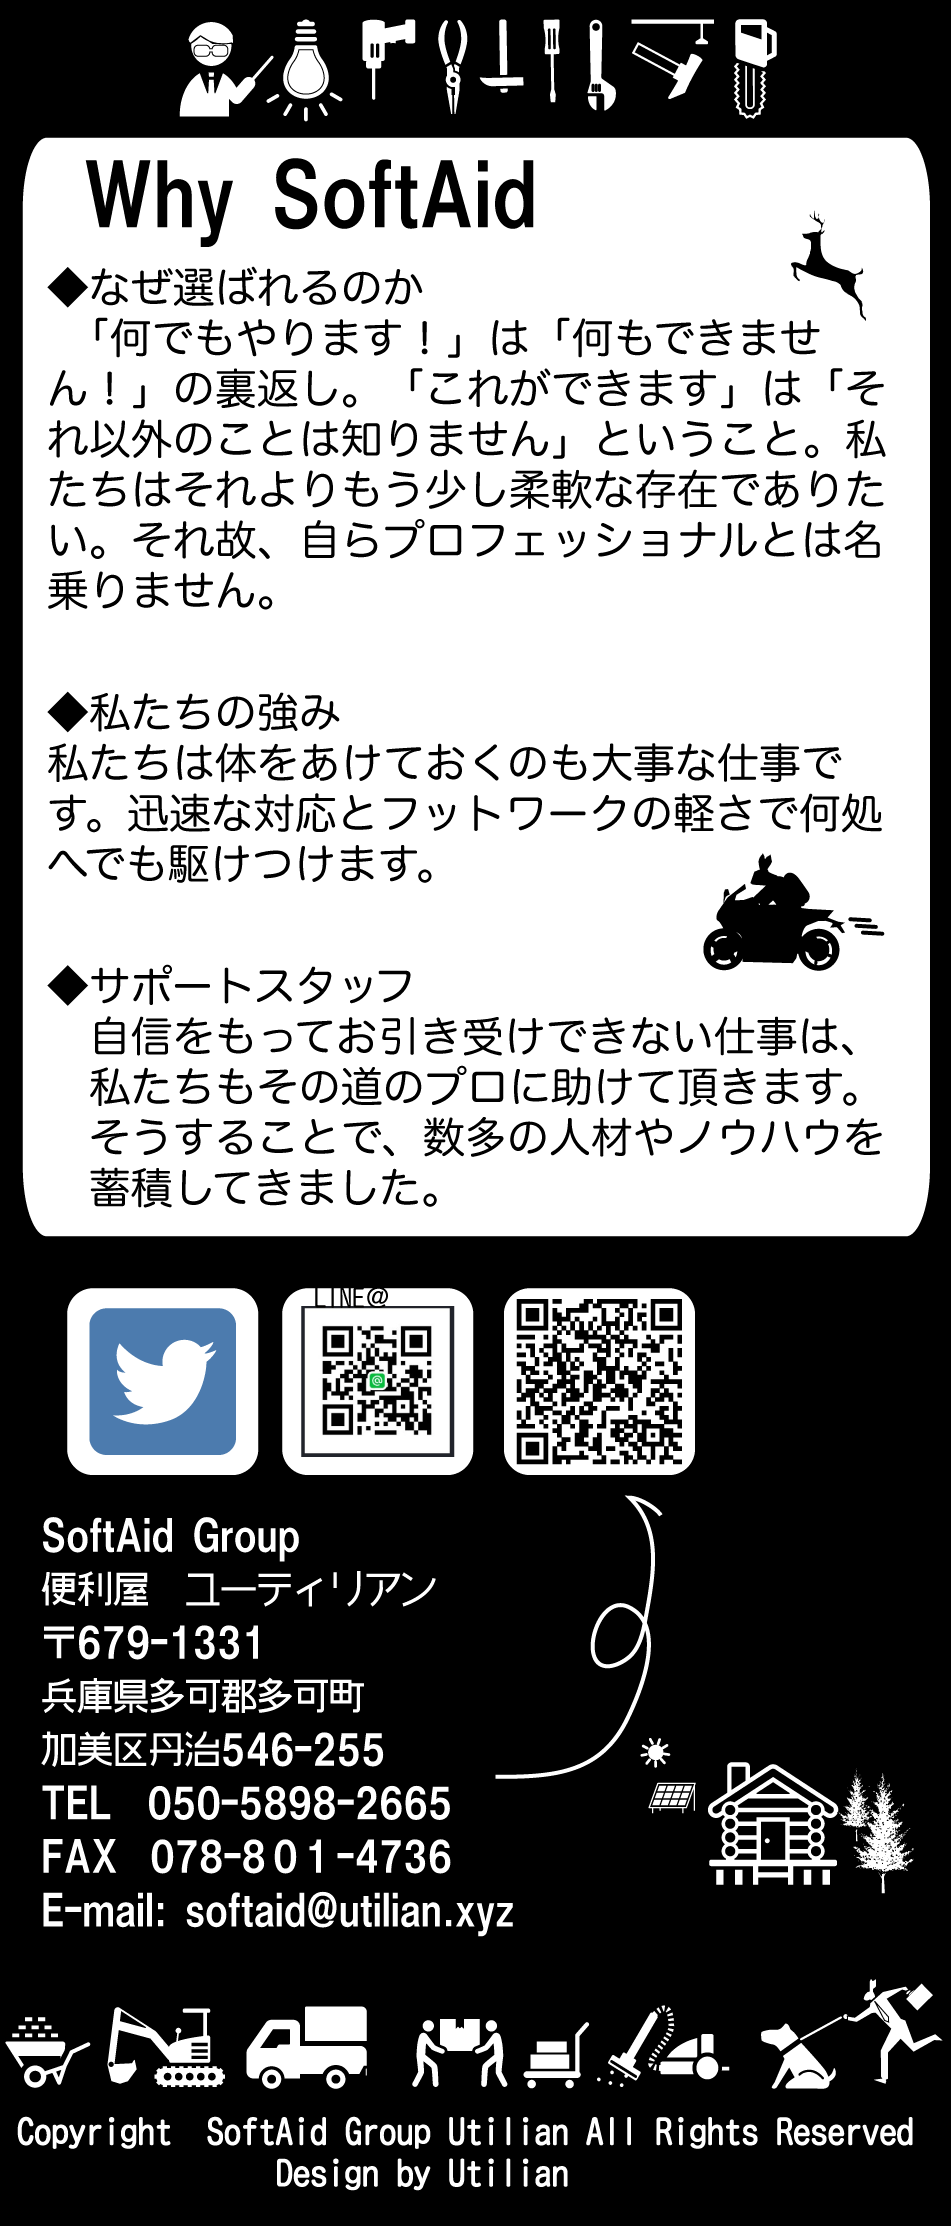 Why SoftAid
◆なぜ選ばれるのか
「何でもやります！」は「何もできませ
ん！」の裏返し。「これができます」は「そ
れ以外のことは知りません」ということ。私
たちはそれよりもう少し柔軟な存在でありた
い。それ故、自らプロフェッショナルとは名
乗りません。
◆私たちの強み
私たちは体をあけておくのも大事な仕事で
す。迅速な対応とフットワークの軽さで何処
へでも駆けつけます。
◆サポートスタッフ
自信をもってお引き受けできない仕事は、
私たちもその道のプロに助けて頂きます。
そうすることで、数多の人材やノウハウを
蓄積してきました。
LINE@
SoftAid Group
便利屋　ユーティリアン
〒679-1331
兵庫県多可郡多可町
加美区丹治546-255
TEL　050-5898-2665
FAX　078-8０１-4736
E-mail: softaid@utilian.xyz
Copyright　SoftAid Group Utilian All Rights Reserved
Design by Utilian